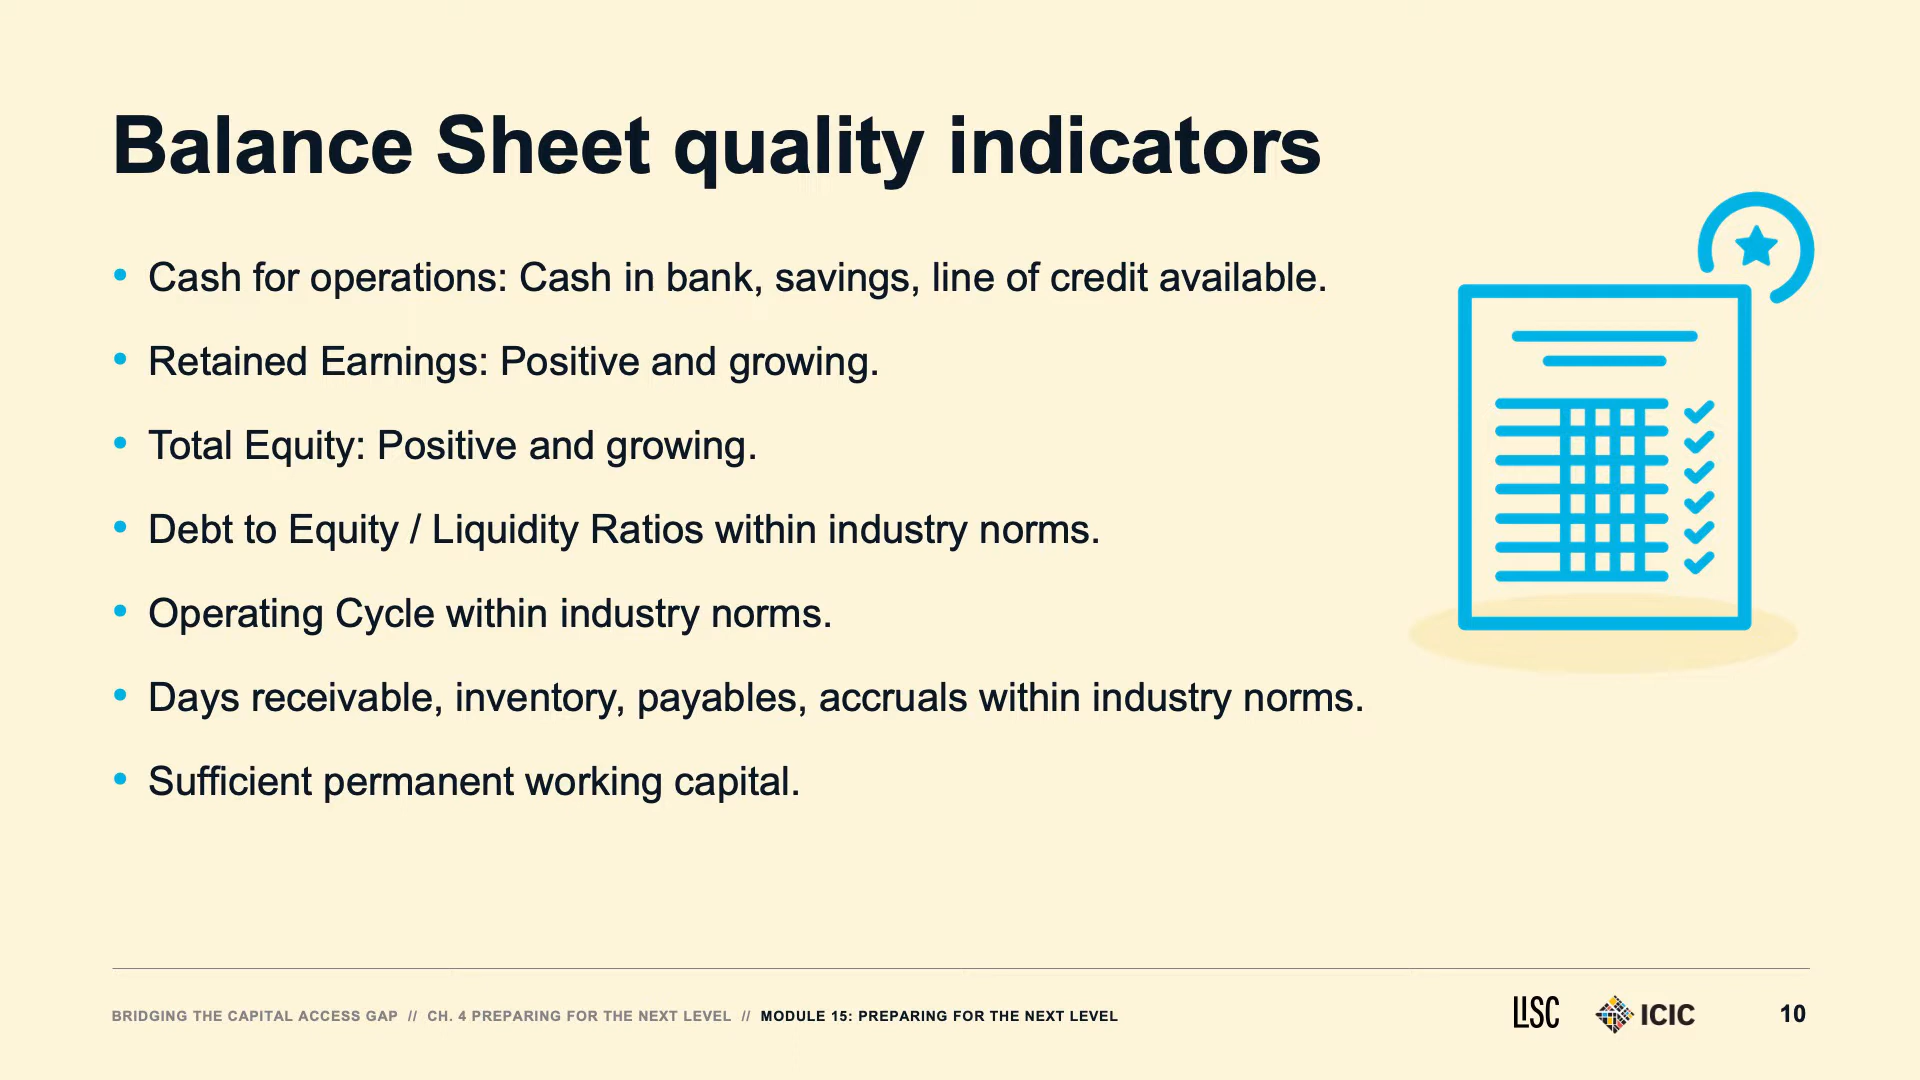 Balance Sheet quality indicators
• Cash for operations: Cash in bank, savings, line of credit available.
• Retained Earnings: Positive and growing.
• Total Equity: Positive and growing.
• Debt to Equity / Liquidity Ratios within industry norms.
• Operating Cycle within industry norms.
• Days receivable, inventory, payables, accruals within industry norms.
• Sufficient permanent working capital.
BRIDGING THE CAPITAL ACCESS GAP // CH. 4 PREPARING FOR THE NEXT LEVEL // MODULE 15: PREPARING FOR THE NEXT LEVEL LISC ICIC 10